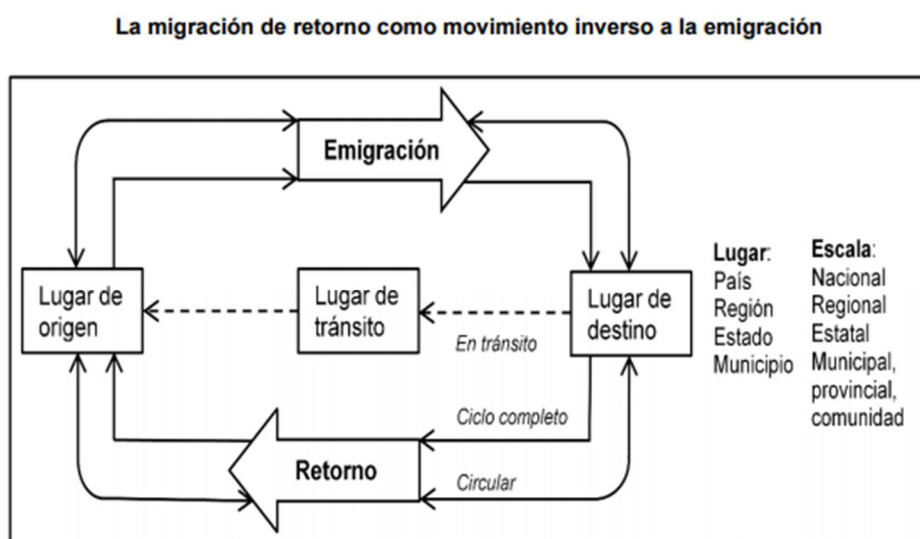 La migración de retorno como movimiento inverso a la emigración
Emigración
Lugar de
origen
Lugar de
tránsito
Lugar de
destino
En tránsito
Ciclo completo
Retorno
Circular
Lugar:
País
Región
Estado
Municipio
Escala:
Nacional
Regional
Estatal
Municipal,
provincial,
comunidad